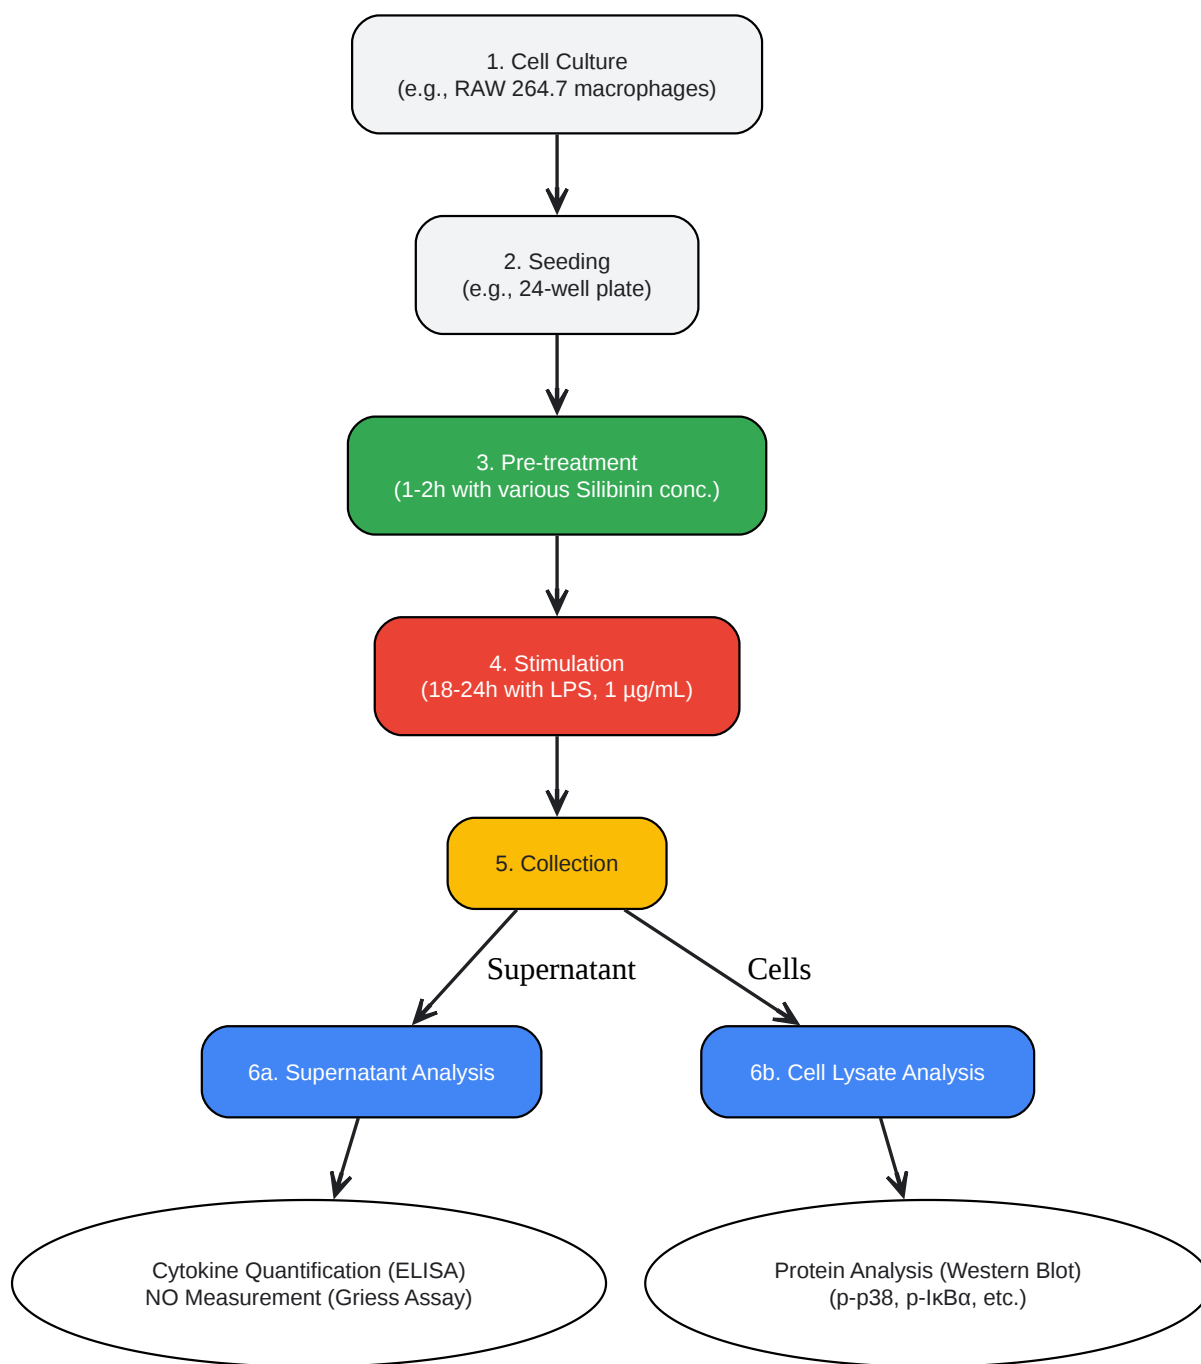 1. Cell Culture
(e.g., RAW 264.7 macrophages)
2. Seeding
(e.g., 24-well plate)
3. Pre-treatment
(1-2h with various Silibinin conc.)
4. Stimulation
(18-24h with LPS, 1 µg/mL)
5. Collection
Supernatant
Cells
6a. Supernatant Analysis
6b. Cell Lysate Analysis
Cytokine Quantification (ELISA)
NO Measurement (Griess Assay)
Protein Analysis (Western Blot)
(p-p38, p-IκBα, etc.)